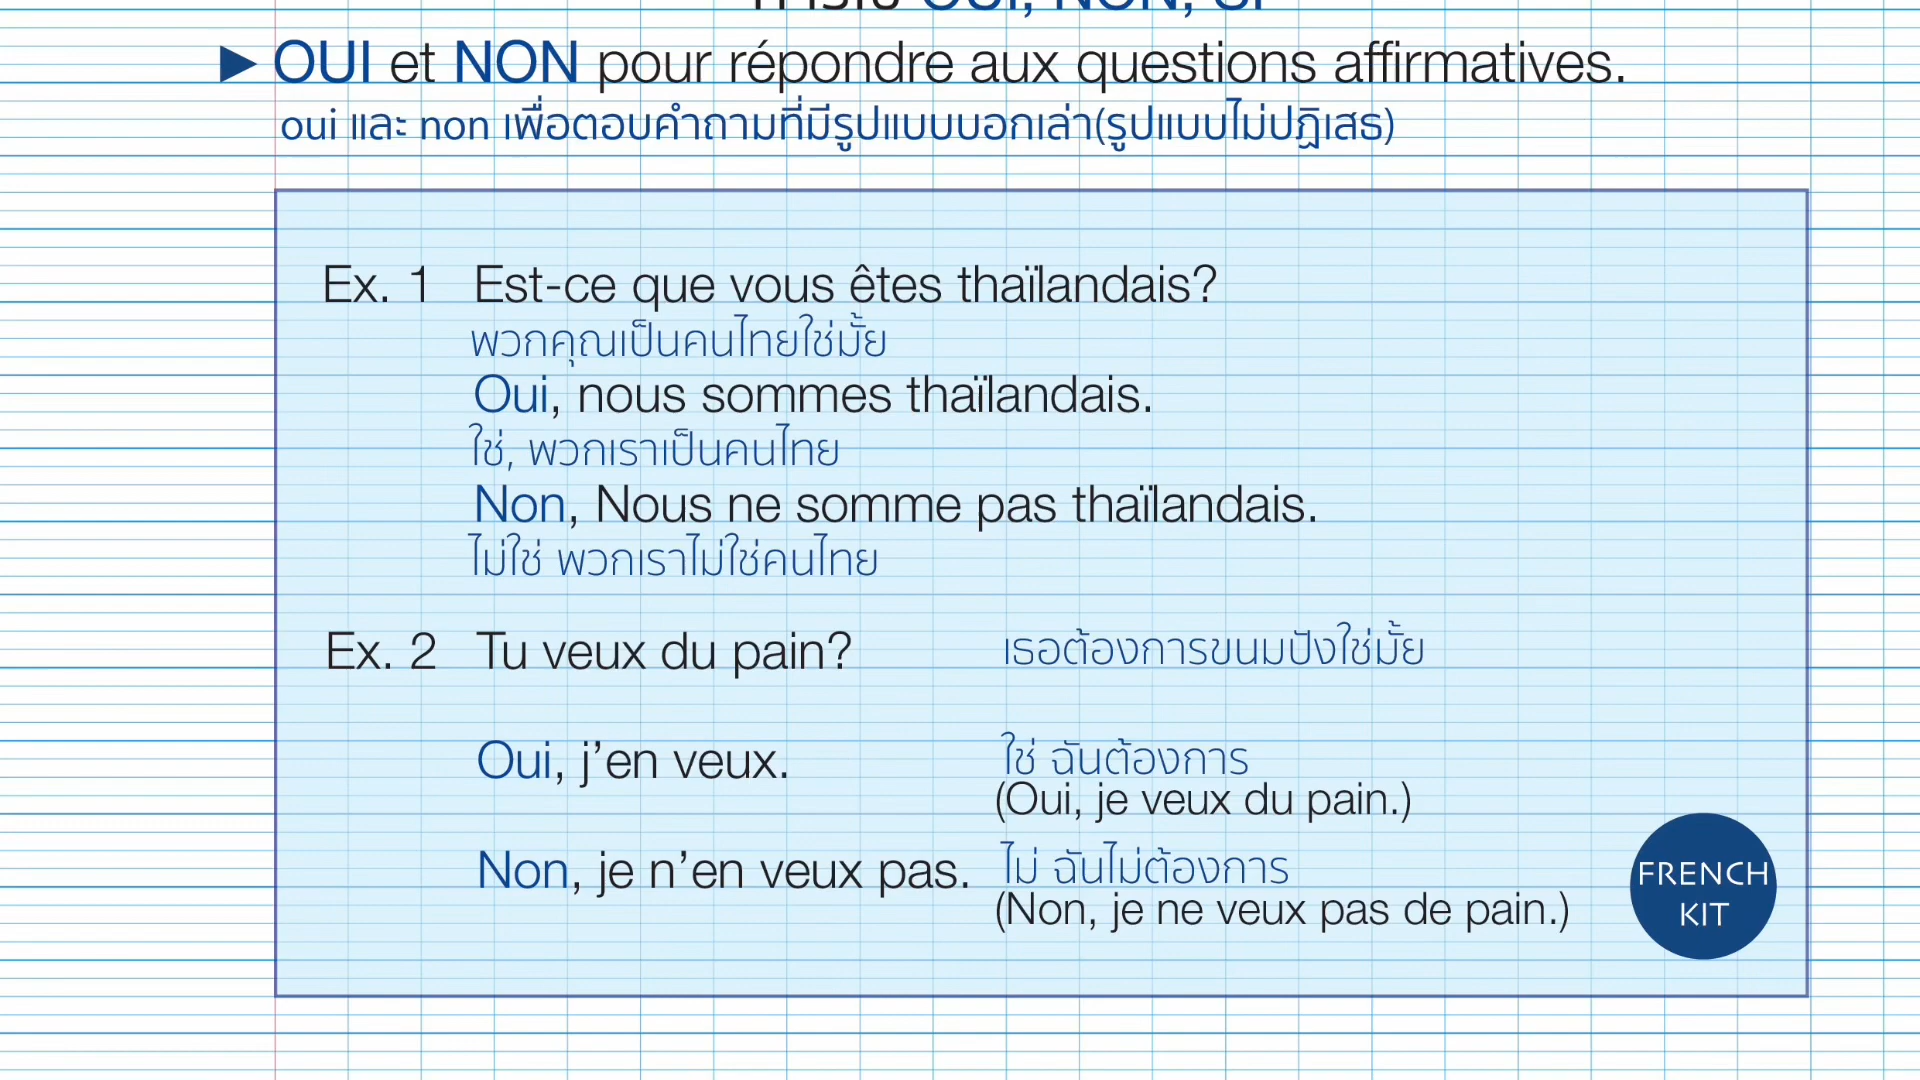 การใช้ OUI, NON, SI
▶ OUI et NON pour répondre aux questions affirmatives.
oui และ non เพื่อตอบคำถามที่มีรูปแบบบอกเล่า(รูปแบบไม่ปฏิเสธ)
Ex. 1 Est-ce que vous êtes thaïlandais?
พวกคุณเป็นคนไทยใช่มั้ย
Oui, nous sommes thaïlandais.
ใช่, พวกเราเป็นคนไทย
Non, Nous ne somme pas thaïlandais.
ไม่ใช่ พวกเราไม่ใช่คนไทย
Ex. 2 Tu veux du pain? เธอต้องการขนมปังใช่มั้ย
Oui, j’en veux. ใช่ ฉันต้องการ
(Oui, je veux du pain.)
Non, je n’en veux pas. ไม่ ฉันไม่ต้องการ
(Non, je ne veux pas de pain.)
FRENCH
KIT